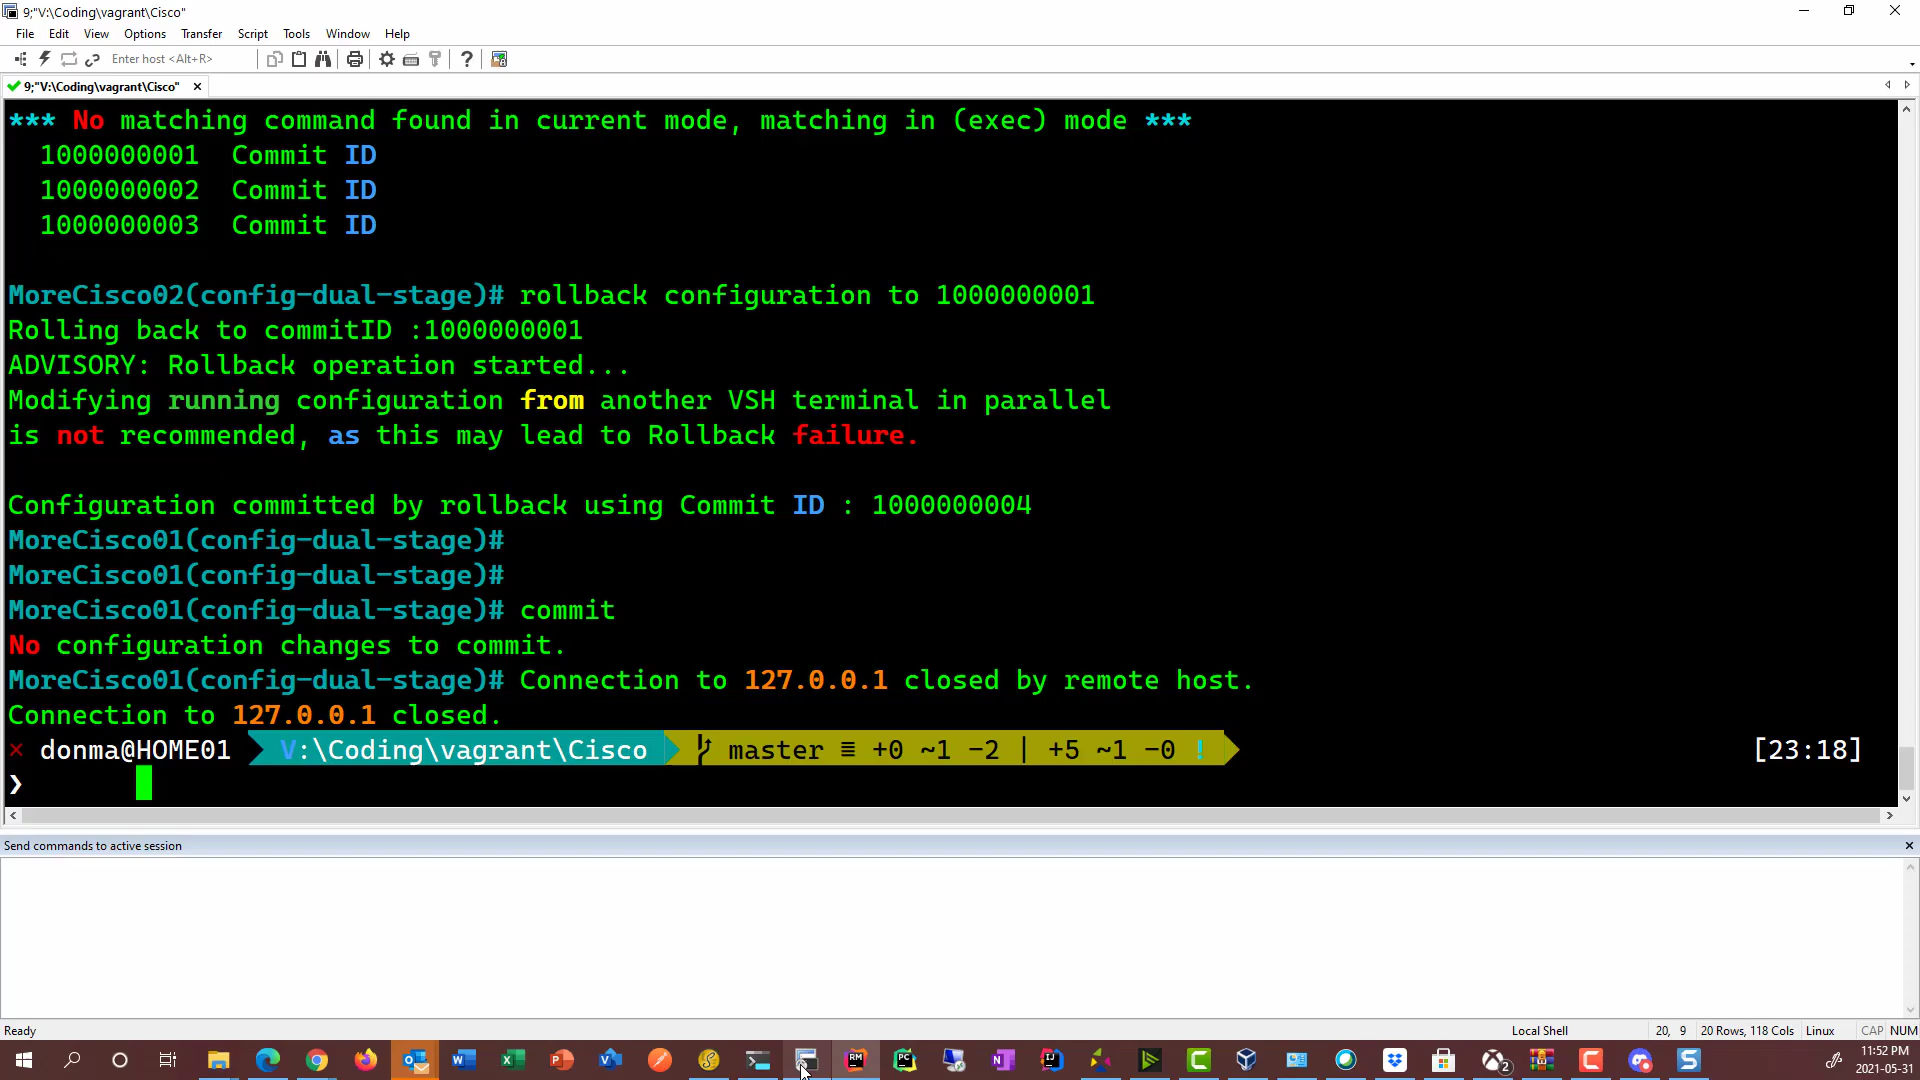 9;"V:\Coding\vagrant\Cisco"
File Edit View Options Transfer Script Tools Window Help
Enter host <Alt+R>
9;"V:\Coding\vagrant\Cisco"
*** No matching command found in current mode, matching in (exec) mode ***
1000000001 Commit ID
1000000002 Commit ID
1000000003 Commit ID
MoreCisco02(config-dual-stage)# rollback configuration to 1000000001
Rolling back to commitID :1000000001
ADVISORY: Rollback operation started...
Modifying running configuration from another VSH terminal in parallel
is not recommended, as this may lead to Rollback failure.
Configuration committed by rollback using Commit ID : 1000000004
MoreCisco01(config-dual-stage)#
MoreCisco01(config-dual-stage)#
MoreCisco01(config-dual-stage)# commit
No configuration changes to commit.
MoreCisco01(config-dual-stage)# Connection to 127.0.0.1 closed by remote host.
Connection to 127.0.0.1 closed.
× donma@HOME01 V:\Coding\vagrant\Cisco master ≡ +0 ~1 -2 | +5 ~1 -0 ! [23:18]
❯
Send commands to active session
Ready Local Shell 20, 9 20 Rows, 118 Cols Linux CAP NUM
11:52 PM
2021-05-31